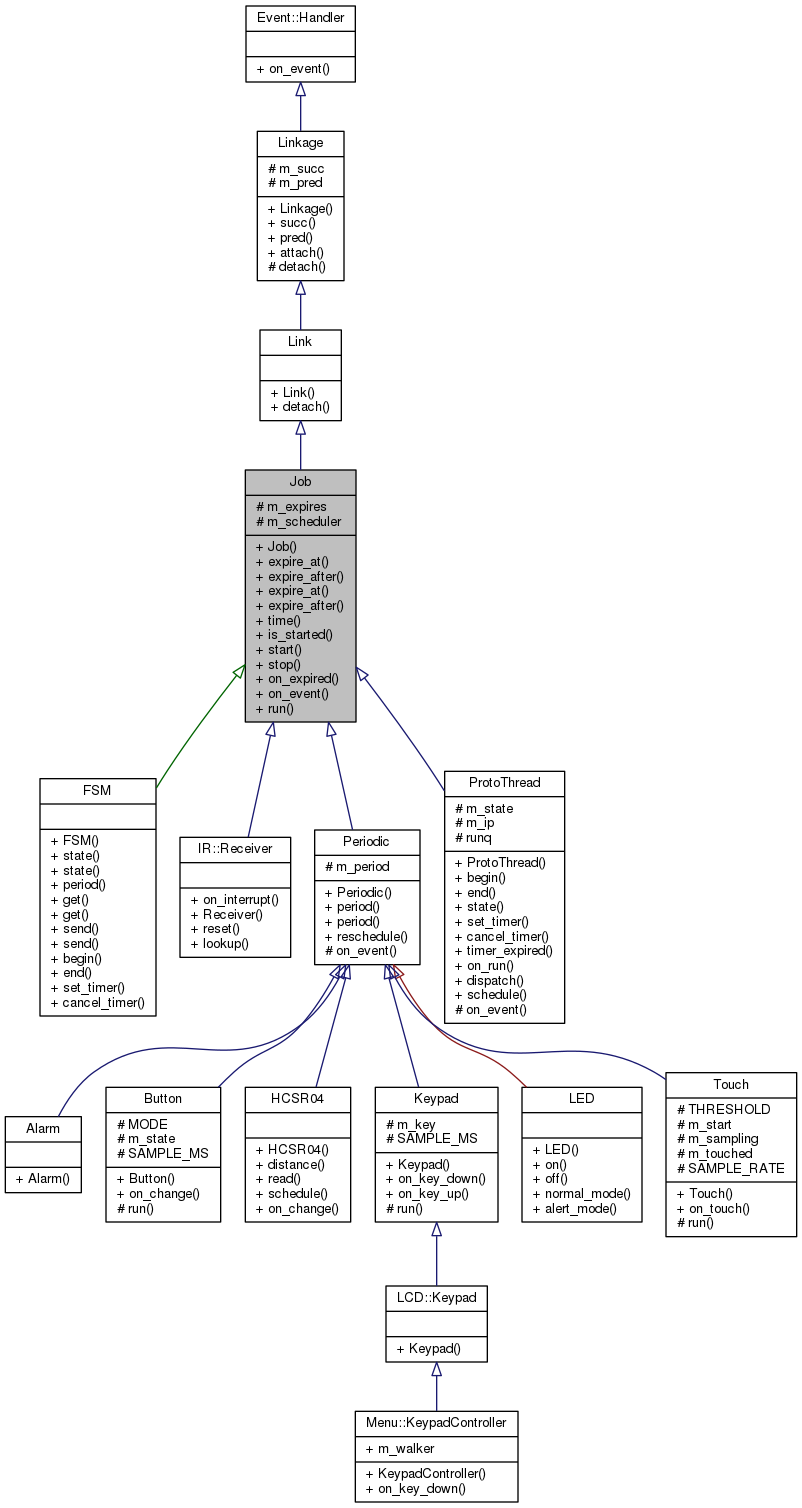 Event::Handler
+ on_event()
Linkage
# m_succ
# m_pred
+ Linkage()
+ succ()
+ pred()
+ attach()
# detach()
Link
+ Link()
+ detach()
Job
# m_expires
# m_scheduler
+ Job()
+ expire_at()
+ expire_after()
+ expire_at()
+ expire_after()
+ time()
+ is_started()
+ start()
+ stop()
+ on_expired()
+ on_event()
+ run()
FSM
+ FSM()
+ state()
+ state()
+ period()
+ get()
+ get()
+ send()
+ send()
+ begin()
+ end()
+ set_timer()
+ cancel_timer()
IR::Receiver
+ on_interrupt()
+ Receiver()
+ reset()
+ lookup()
Periodic
# m_period
+ Periodic()
+ period()
+ period()
+ reschedule()
# on_event()
ProtoThread
# m_state
# m_ip
# runq
+ ProtoThread()
+ begin()
+ end()
+ state()
+ set_timer()
+ cancel_timer()
+ timer_expired()
+ on_run()
+ dispatch()
+ schedule()
# on_event()
Alarm
+ Alarm()
Button
# MODE
# m_state
# SAMPLE_MS
+ Button()
+ on_change()
# run()
HCSR04
+ HCSR04()
+ distance()
+ read()
+ schedule()
+ on_change()
Keypad
# m_key
# SAMPLE_MS
+ Keypad()
+ on_key_down()
+ on_key_up()
# run()
LED
+ LED()
+ on()
+ off()
+ normal_mode()
+ alert_mode()
Touch
# THRESHOLD
# m_start
# m_sampling
# m_touched
# SAMPLE_RATE
+ Touch()
+ on_touch()
# run()
LCD::Keypad
+ Keypad()
Menu::KeypadController
+ m_walker
+ KeypadController()
+ on_key_down()